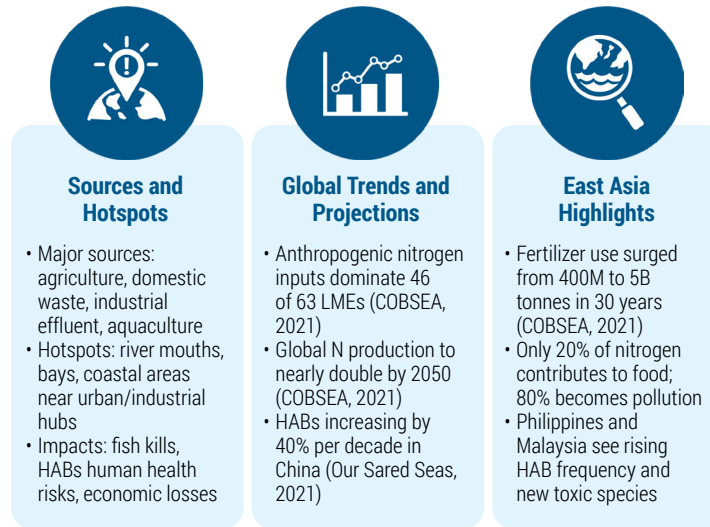 Sources and
Hotspots
• Major sources:
agriculture, domestic
waste, industrial
effluent, aquaculture
• Hotspots: river mouths,
bays, coastal areas
near urban/industrial
hubs
• Impacts: fish kills,
HABs human health
risks, economic losses
Global Trends and
Projections
• Anthropogenic nitrogen
inputs dominate 46
of 63 LMEs (COBSEA,
2021)
• Global N production to
nearly double by 2050
(COBSEA, 2021)
• HABs increasing by
40% per decade in
China (Our Sared Seas,
2021)
East Asia
Highlights
• Fertilizer use surged
from 400M to 5B
tonnes in 30 years
(COBSEA, 2021)
• Only 20% of nitrogen
contributes to food;
80% becomes pollution
• Philippines and
Malaysia see rising
HAB frequency and
new toxic species